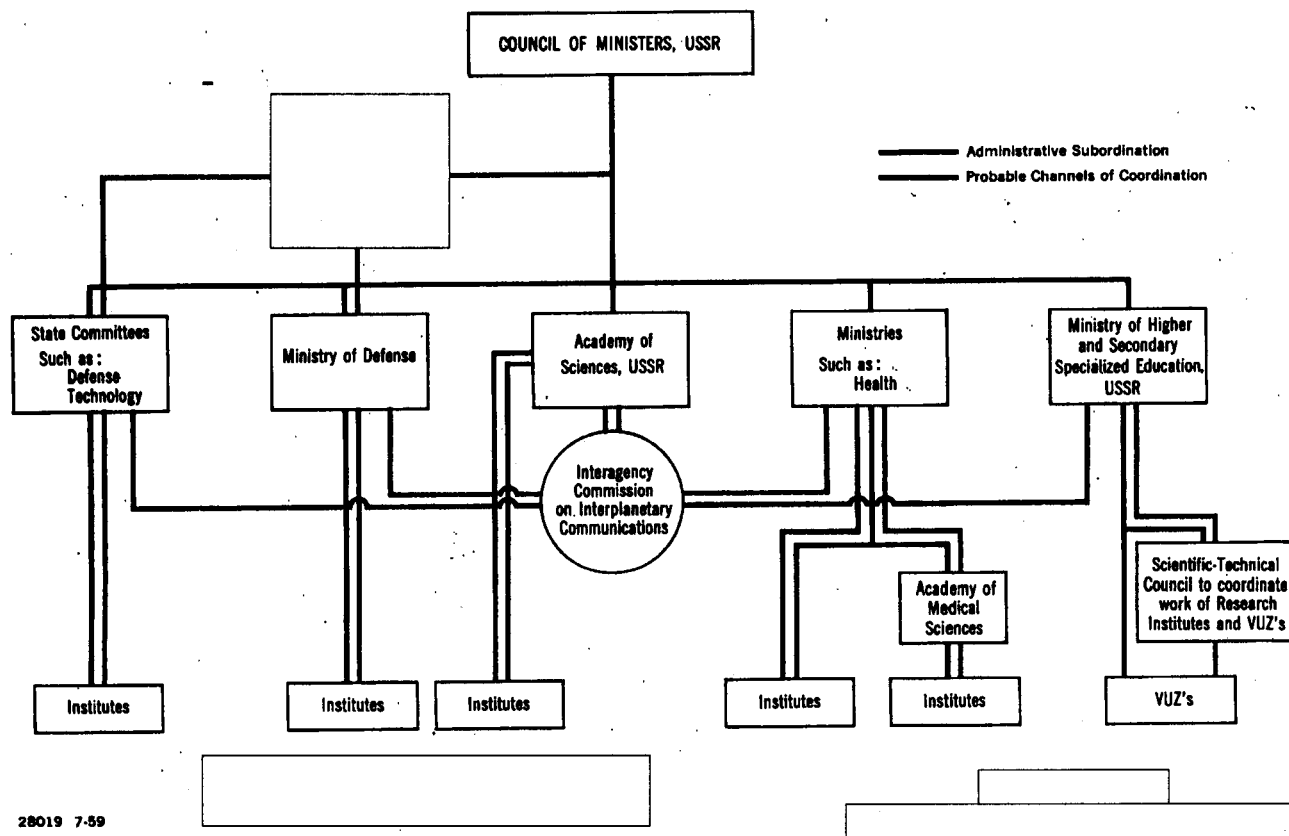 COUNCIL OF MINISTERS, USSR
Administrative Subordination
Probable Channels of Coordination
State Committees
Such as:
Defense
Technology
Ministry of Defense
Academy of
Sciences, USSR
Ministries
Such as:
Health
Ministry of Higher
and Secondary
Specialized Education,
USSR
Interagency
Commission
on Interplanetary
Communications
Academy of
Medical
Sciences
Scientific-Technical
Council to coordinate
work of Research
Institutes and VUZ's
Institutes
Institutes
Institutes
Institutes
Institutes
VUZ's
28019 7-59